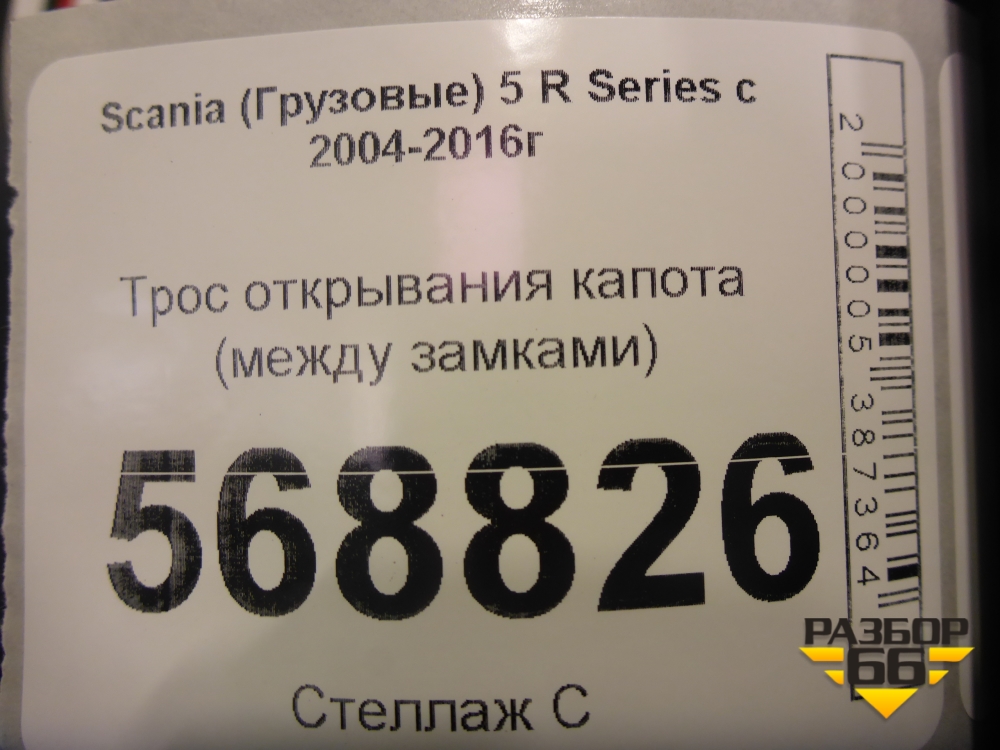 Scania (Грузовые) 5 R Series с
2004-2016г
Трос открывания капота
(между замками)
568826
Стеллаж С
2000005387364
РАЗБОР
66